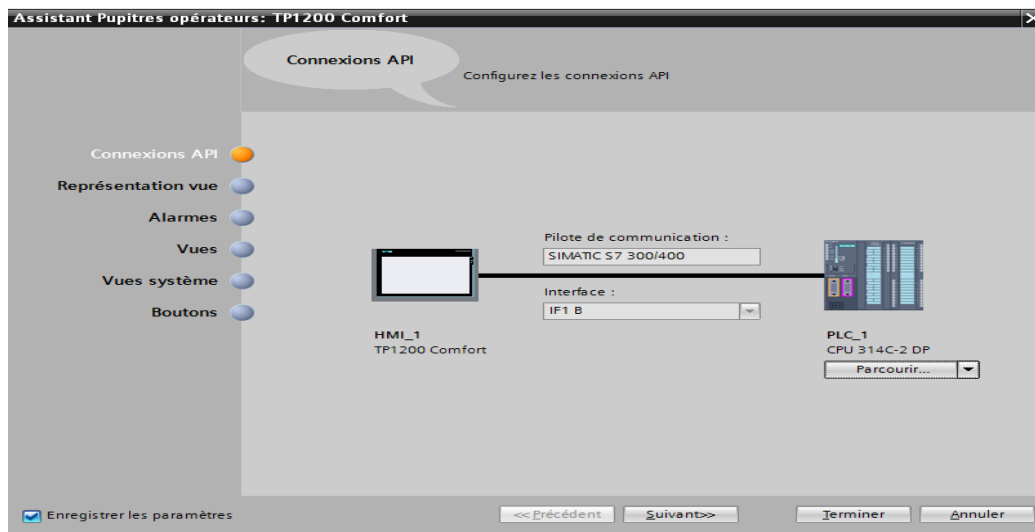 Assistant Pupitres opérateurs: TP1200 Comfort
Connexions API
Configurez les connexions API
Connexions API
Représentation vue
Alarmes
Vues
Vues système
Boutons
Pilote de communication :
SIMATIC S7 300/400
Interface :
IF1 B
HMI_1
TP1200 Comfort
PLC_1
CPU 314C-2 DP
Parcourir...
Enregistrer les paramètres
<< Précédent
Suivant>>
Terminer
Annuler